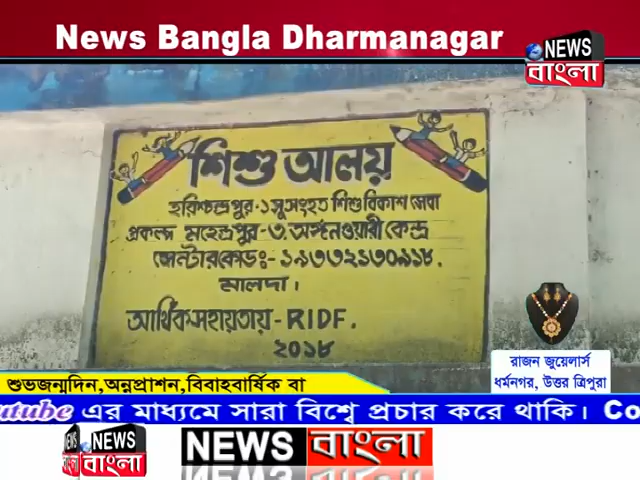 News Bangla Dharmanagar
NEWS
বাংলা
শিশু আলয়
হরিশ্চন্দ্রপুর-১ সুসংহত শিশু বিকাশ সেবা
প্রকল্প মহেন্দ্রপুর-৩, অঙ্গনওয়ারী কেন্দ্র
সেন্টার কোডঃ-১৯৩৩২১৩০৯১৮.
মালদা।
আর্থিক সহায়তায়-RIDF.
২০১৮
রাজন জুয়েলার্স
ধর্মনগর, উত্তর ত্রিপুরা
শুভজন্মদিন,অন্নপ্রাশন,বিবাহবার্ষিক বা
utube এর মাধ্যমে সারা বিশ্বে প্রচার করে থাকি। Co
NEWS
বাংলা
NEWS বাংলা